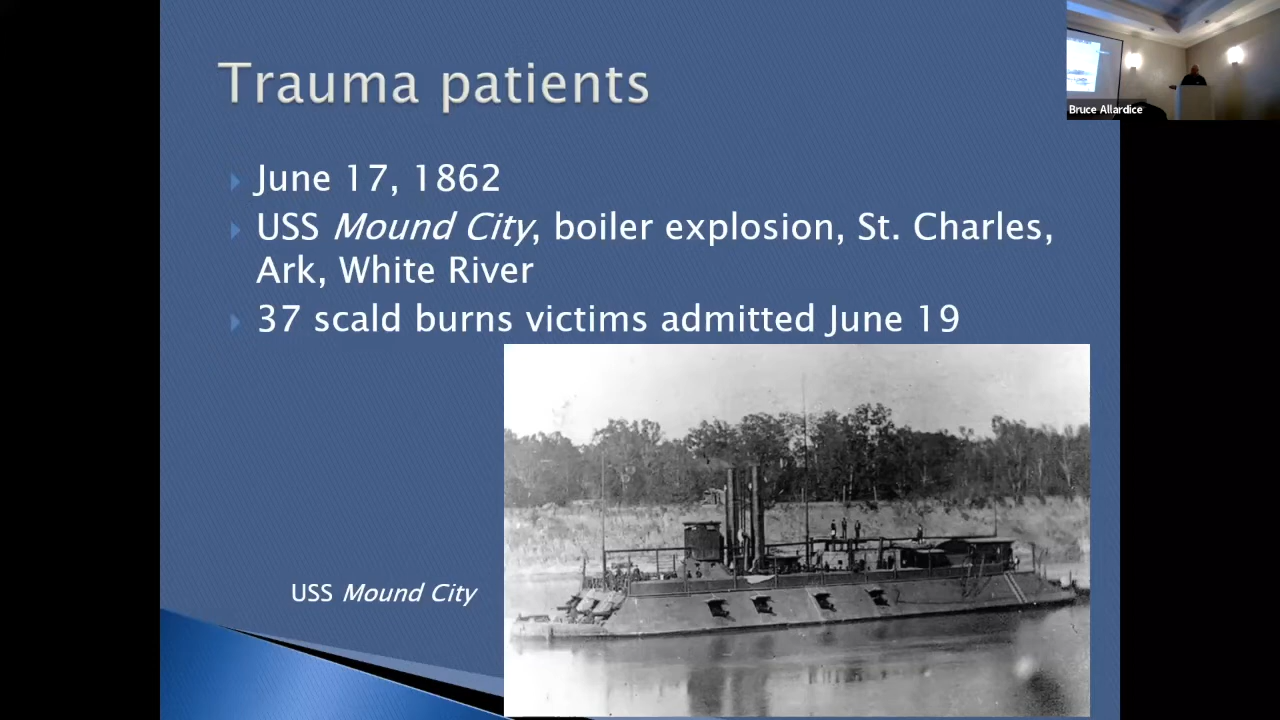 Trauma patients
June 17, 1862
USS Mound City, boiler explosion, St. Charles,
Ark, White River
37 scald burns victims admitted June 19
USS Mound City
Bruce Allardice